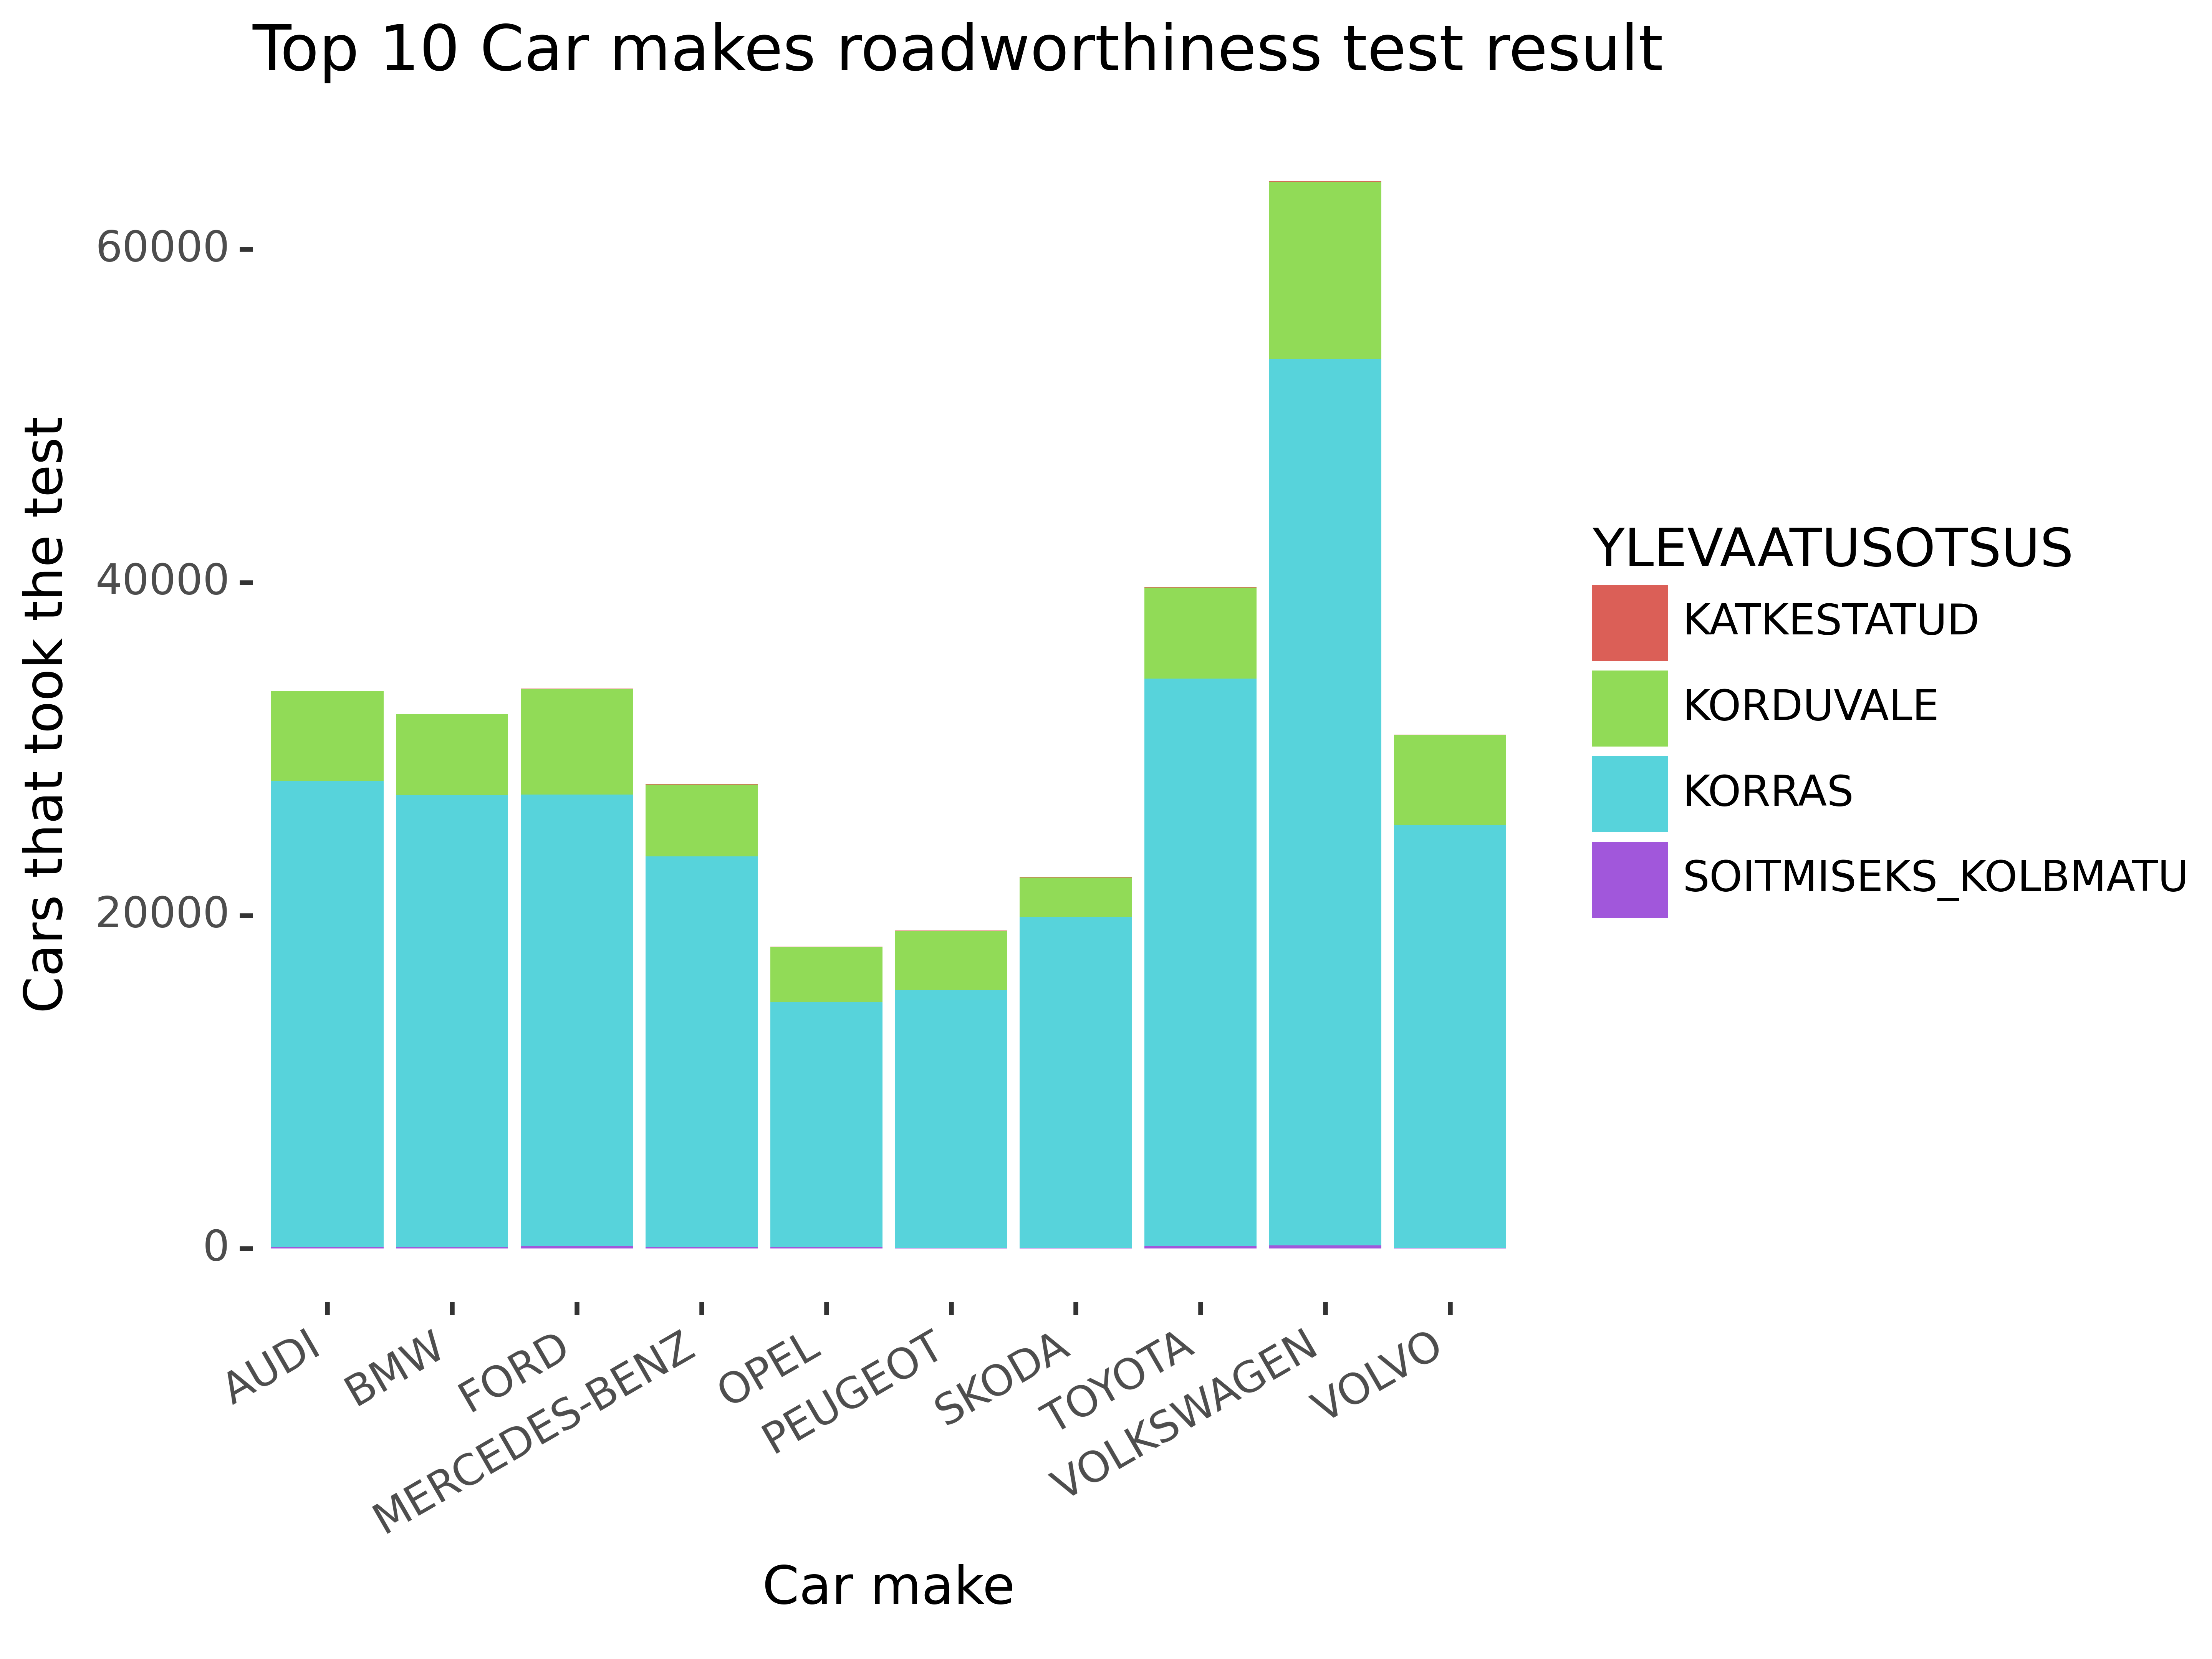 Top 10 Car makes roadworthiness test result
Cars that took the test
60000
40000
20000
0
AUDI
BMW
FORD
MERCEDES-BENZ
OPEL
PEUGEOT
SKODA
TOYOTA
VOLKSWAGEN
VOLVO
Car make
YLEVAATUSOTSUS
KATKESTATUD
KORDUVALE
KORRAS
SOITMISEKS_KOLBMATU